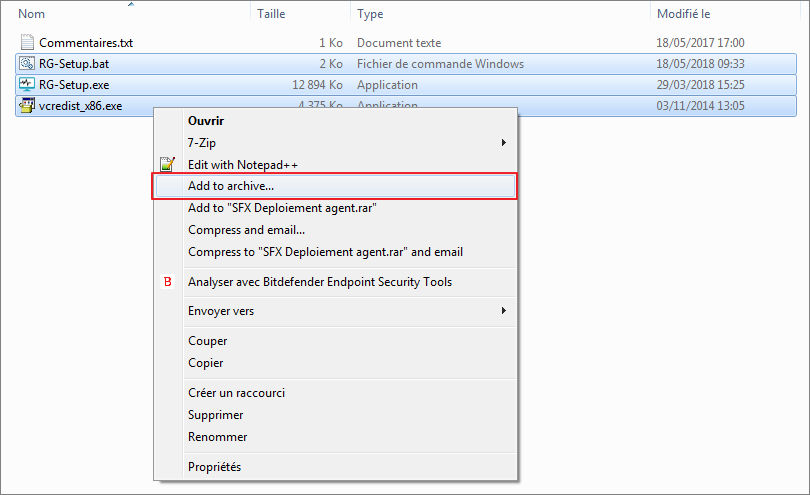 Nom Taille Type Modifié le
Commentaires.txt 1 Ko Document texte 18/05/2017 17:00
RG-Setup.bat 2 Ko Fichier de commande Windows 18/05/2018 09:33
RG-Setup.exe 12 894 Ko Application 29/03/2018 15:25
vcredist_x86.exe 4 375 Ko Application 03/11/2014 13:05
Ouvrir
7-Zip
Edit with Notepad++
Add to archive...
Add to "SFX Deploiement agent.rar"
Compress and email...
Compress to "SFX Deploiement agent.rar" and email
B Analyser avec Bitdefender Endpoint Security Tools
Envoyer vers
Couper
Copier
Créer un raccourci
Supprimer
Renommer
Propriétés